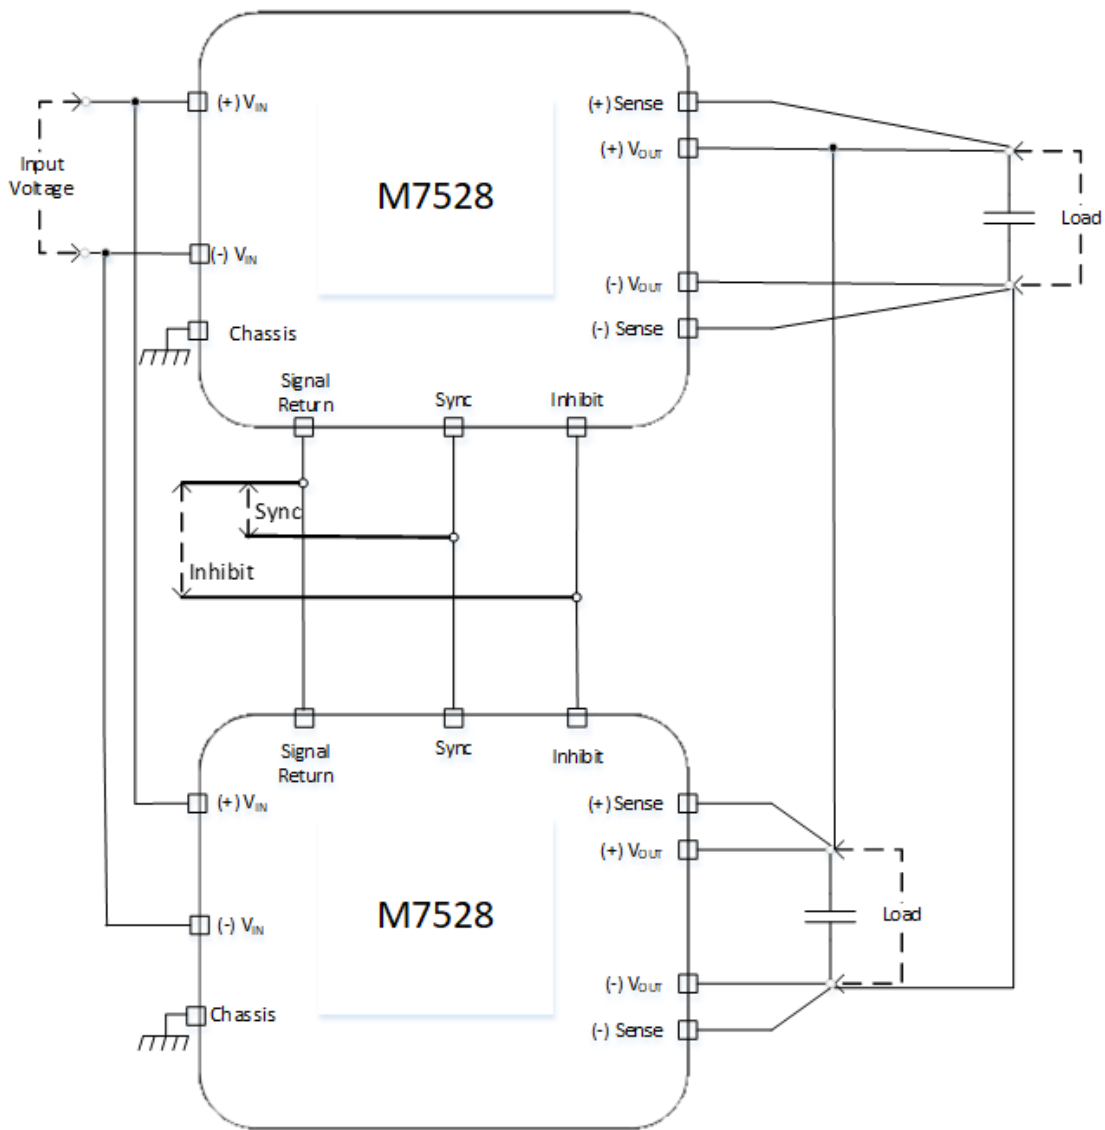 (+) VIN
(+) Sense
(+) VOUT
Input
Voltage
M7528
Load
(-) VIN
(-) VOUT
(-) Sense
Chassis
Signal
Return
Sync
Inhibit
Sync
Inhibit
Signal
Return
Sync
Inhibit
(+) VIN
(+) Sense
(+) VOUT
M7528
Load
(-) VIN
(-) VOUT
(-) Sense
Chassis